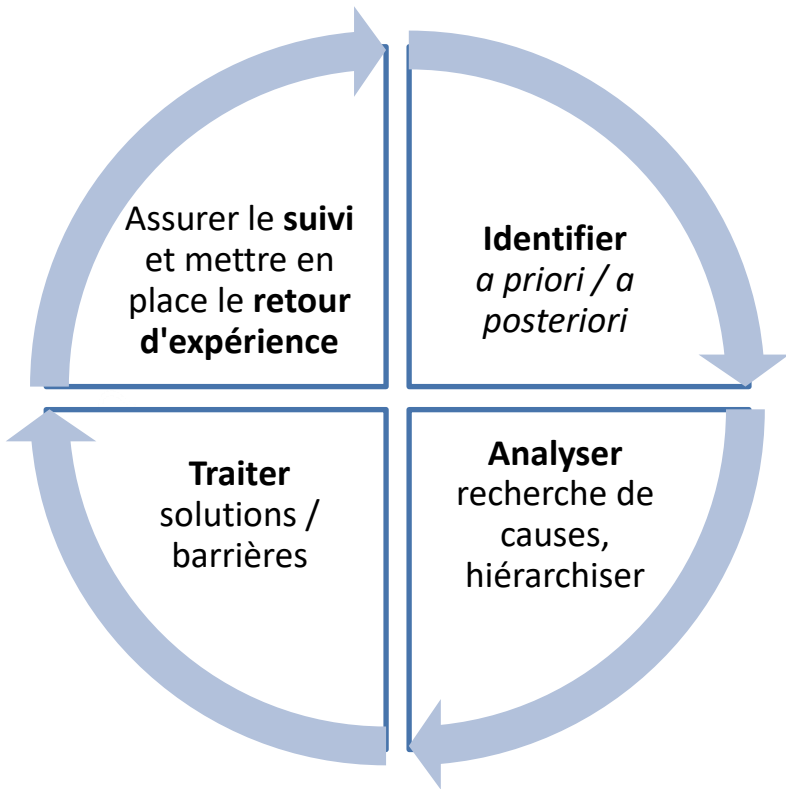 Assurer le suivi
et mettre en
place le retour
d'expérience
Identifier
a priori / a
posteriori
Traiter
solutions /
barrières
Analyser
recherche de
causes,
hiérarchiser